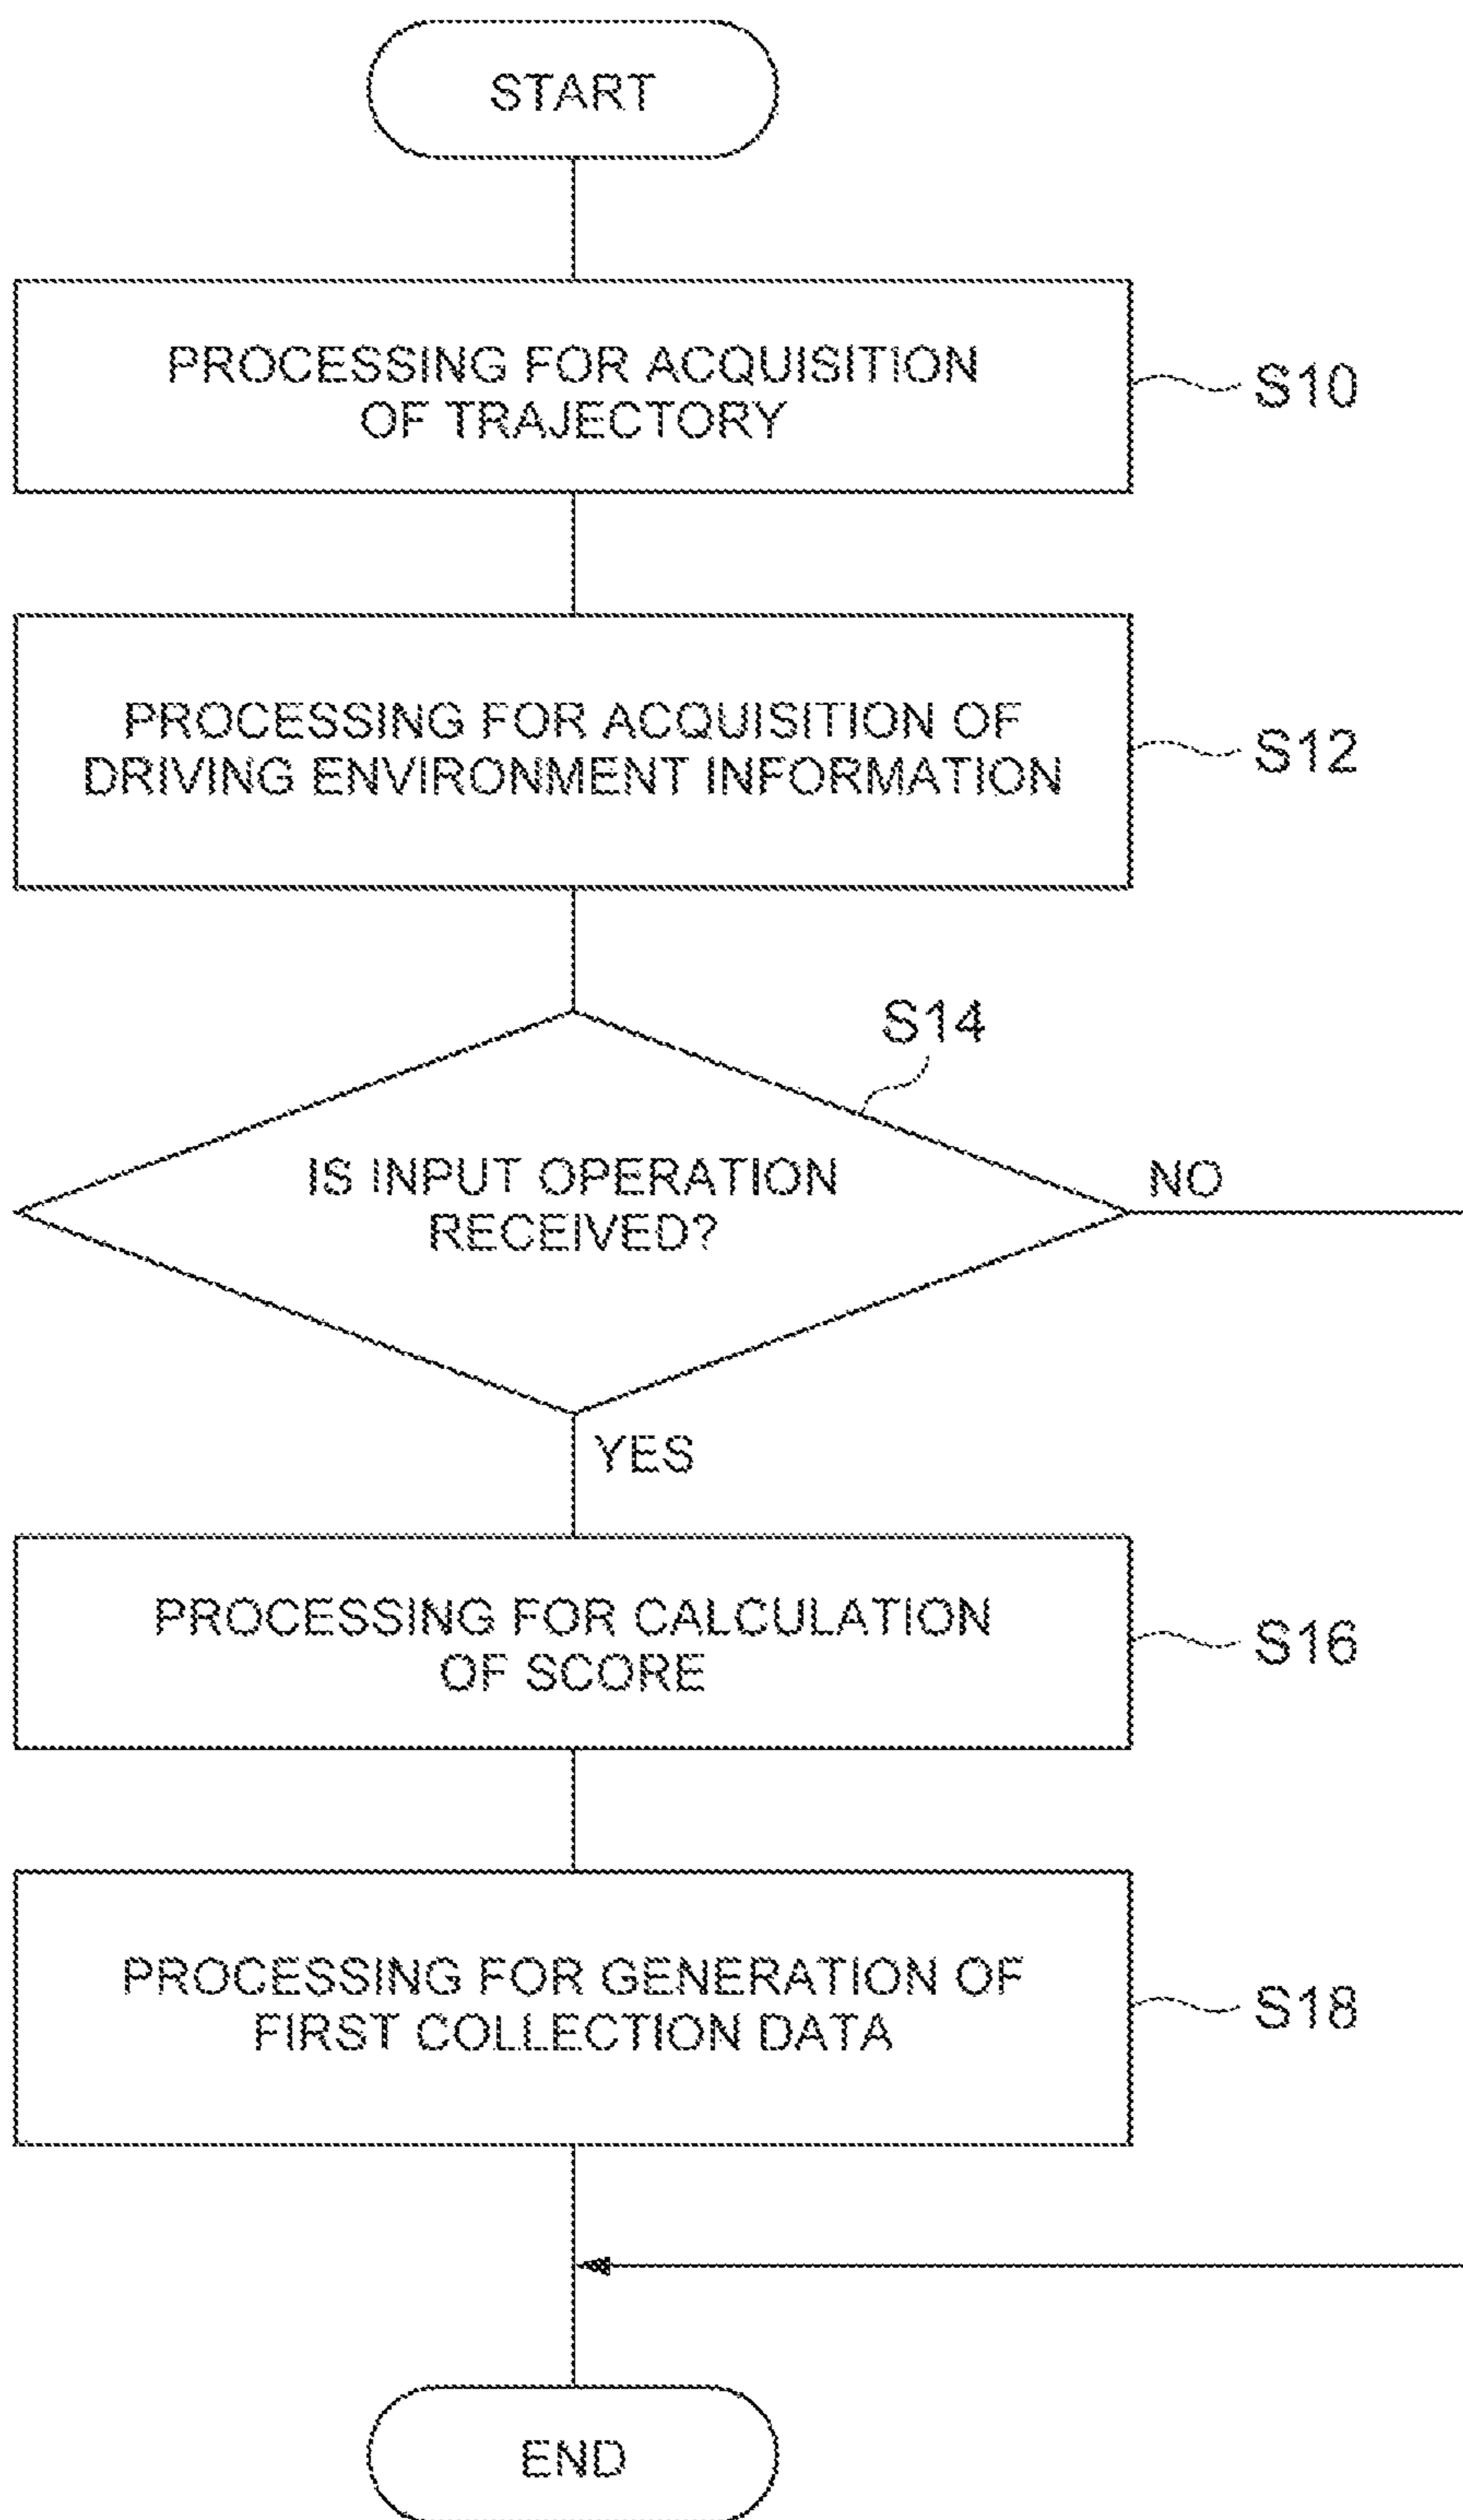 START
PROCESSING FOR ACQUISITION
OF TRAJECTORY
S10
PROCESSING FOR ACQUISITION OF
DRIVING ENVIRONMENT INFORMATION
S12
S14
IS INPUT OPERATION
RECEIVED?
NO
YES
PROCESSING FOR CALCULATION
OF SCORE
S16
PROCESSING FOR GENERATION OF
FIRST COLLECTION DATA
S18
END